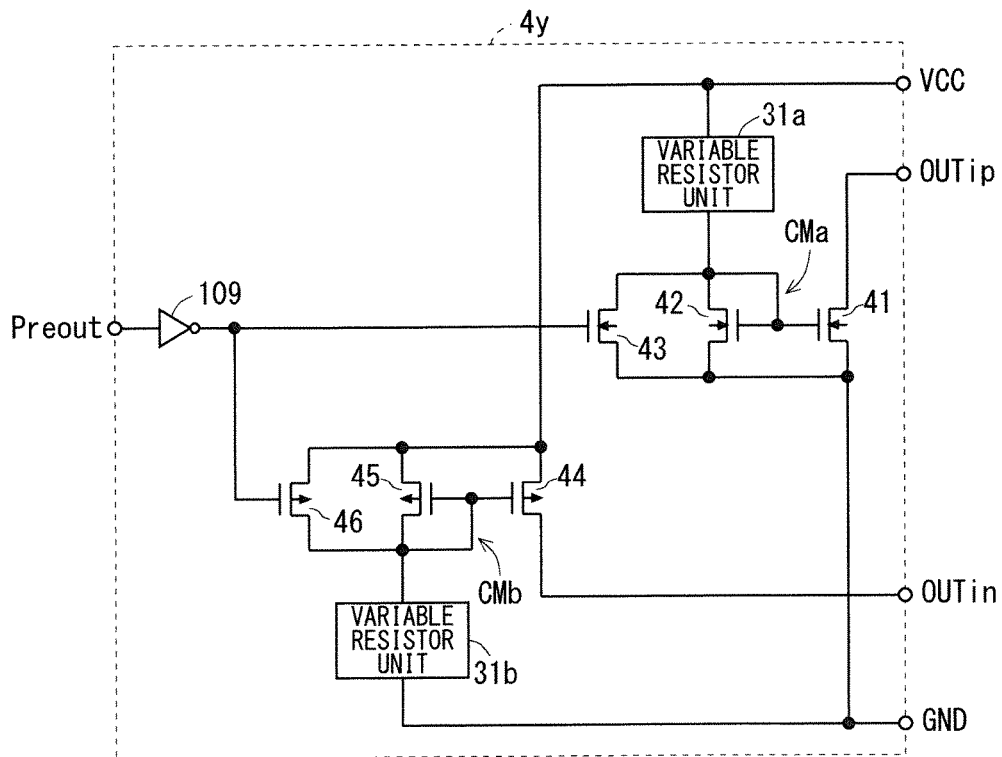 4y
VCC
31a
VARIABLE
RESISTOR
UNIT
OUTip
CMa
109
Preout
42
41
43
45
44
46
CMb
OUTin
VARIABLE
RESISTOR
UNIT
31b
GND